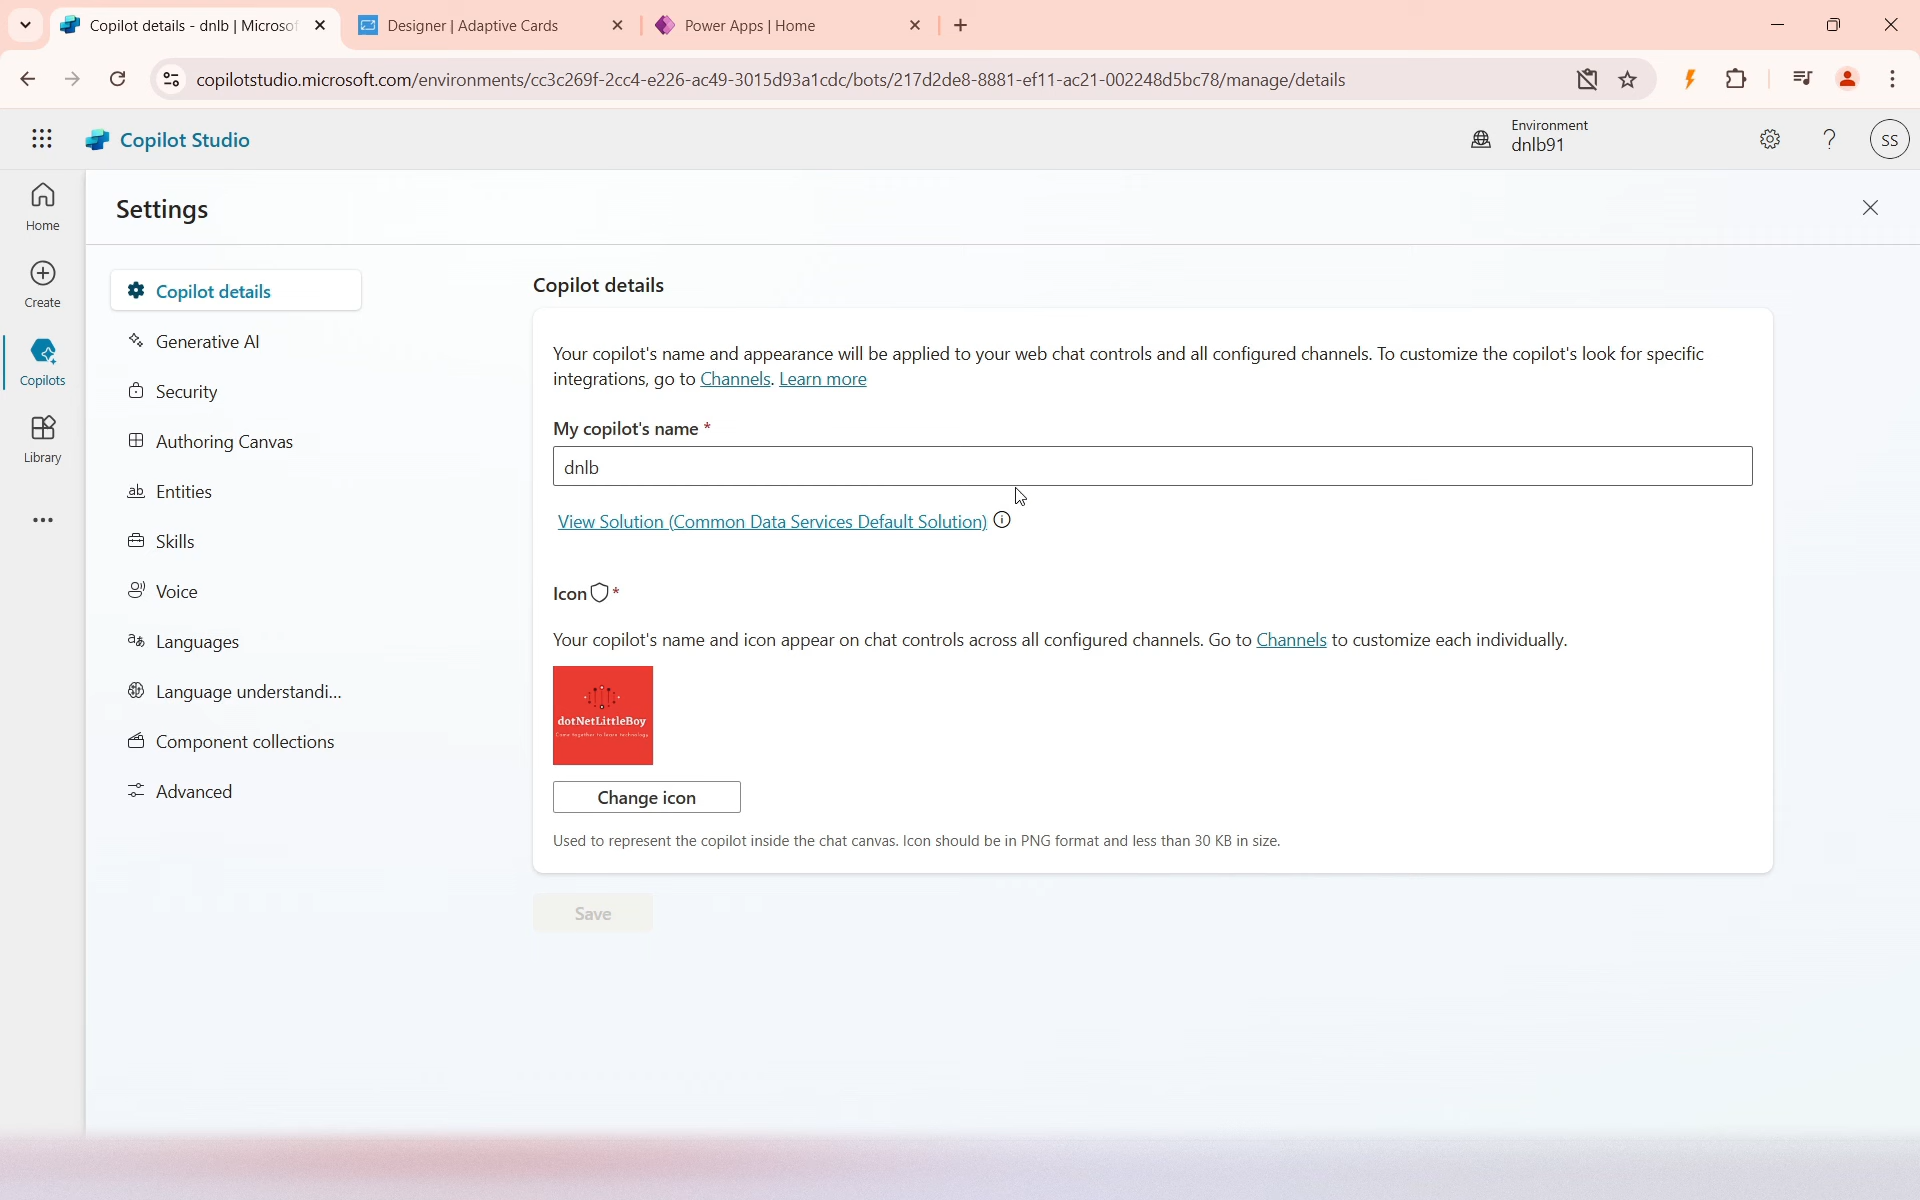 Copilot details - dnlb | Microsof
Designer | Adaptive Cards
Power Apps | Home
copilotstudio.microsoft.com/environments/cc3c269f-2cc4-e226-ac49-3015d93a1cdc/bots/217d2de8-8881-ef11-ac21-002248d5bc78/manage/details
Copilot Studio
Environment
dnlb91
SS
Home
Create
Copilots
Library
Settings
Copilot details
Generative AI
Security
Authoring Canvas
Entities
Skills
Voice
Languages
Language understandi...
Component collections
Advanced
Copilot details
Your copilot's name and appearance will be applied to your web chat controls and all configured channels. To customize the copilot's look for specific
integrations, go to Channels. Learn more
My copilot's name *
dnlb
View Solution (Common Data Services Default Solution)
Icon *
Your copilot's name and icon appear on chat controls across all configured channels. Go to Channels to customize each individually.
dotNetLittleBoy
Come together to learn technology
Change icon
Used to represent the copilot inside the chat canvas. Icon should be in PNG format and less than 30 KB in size.
Save